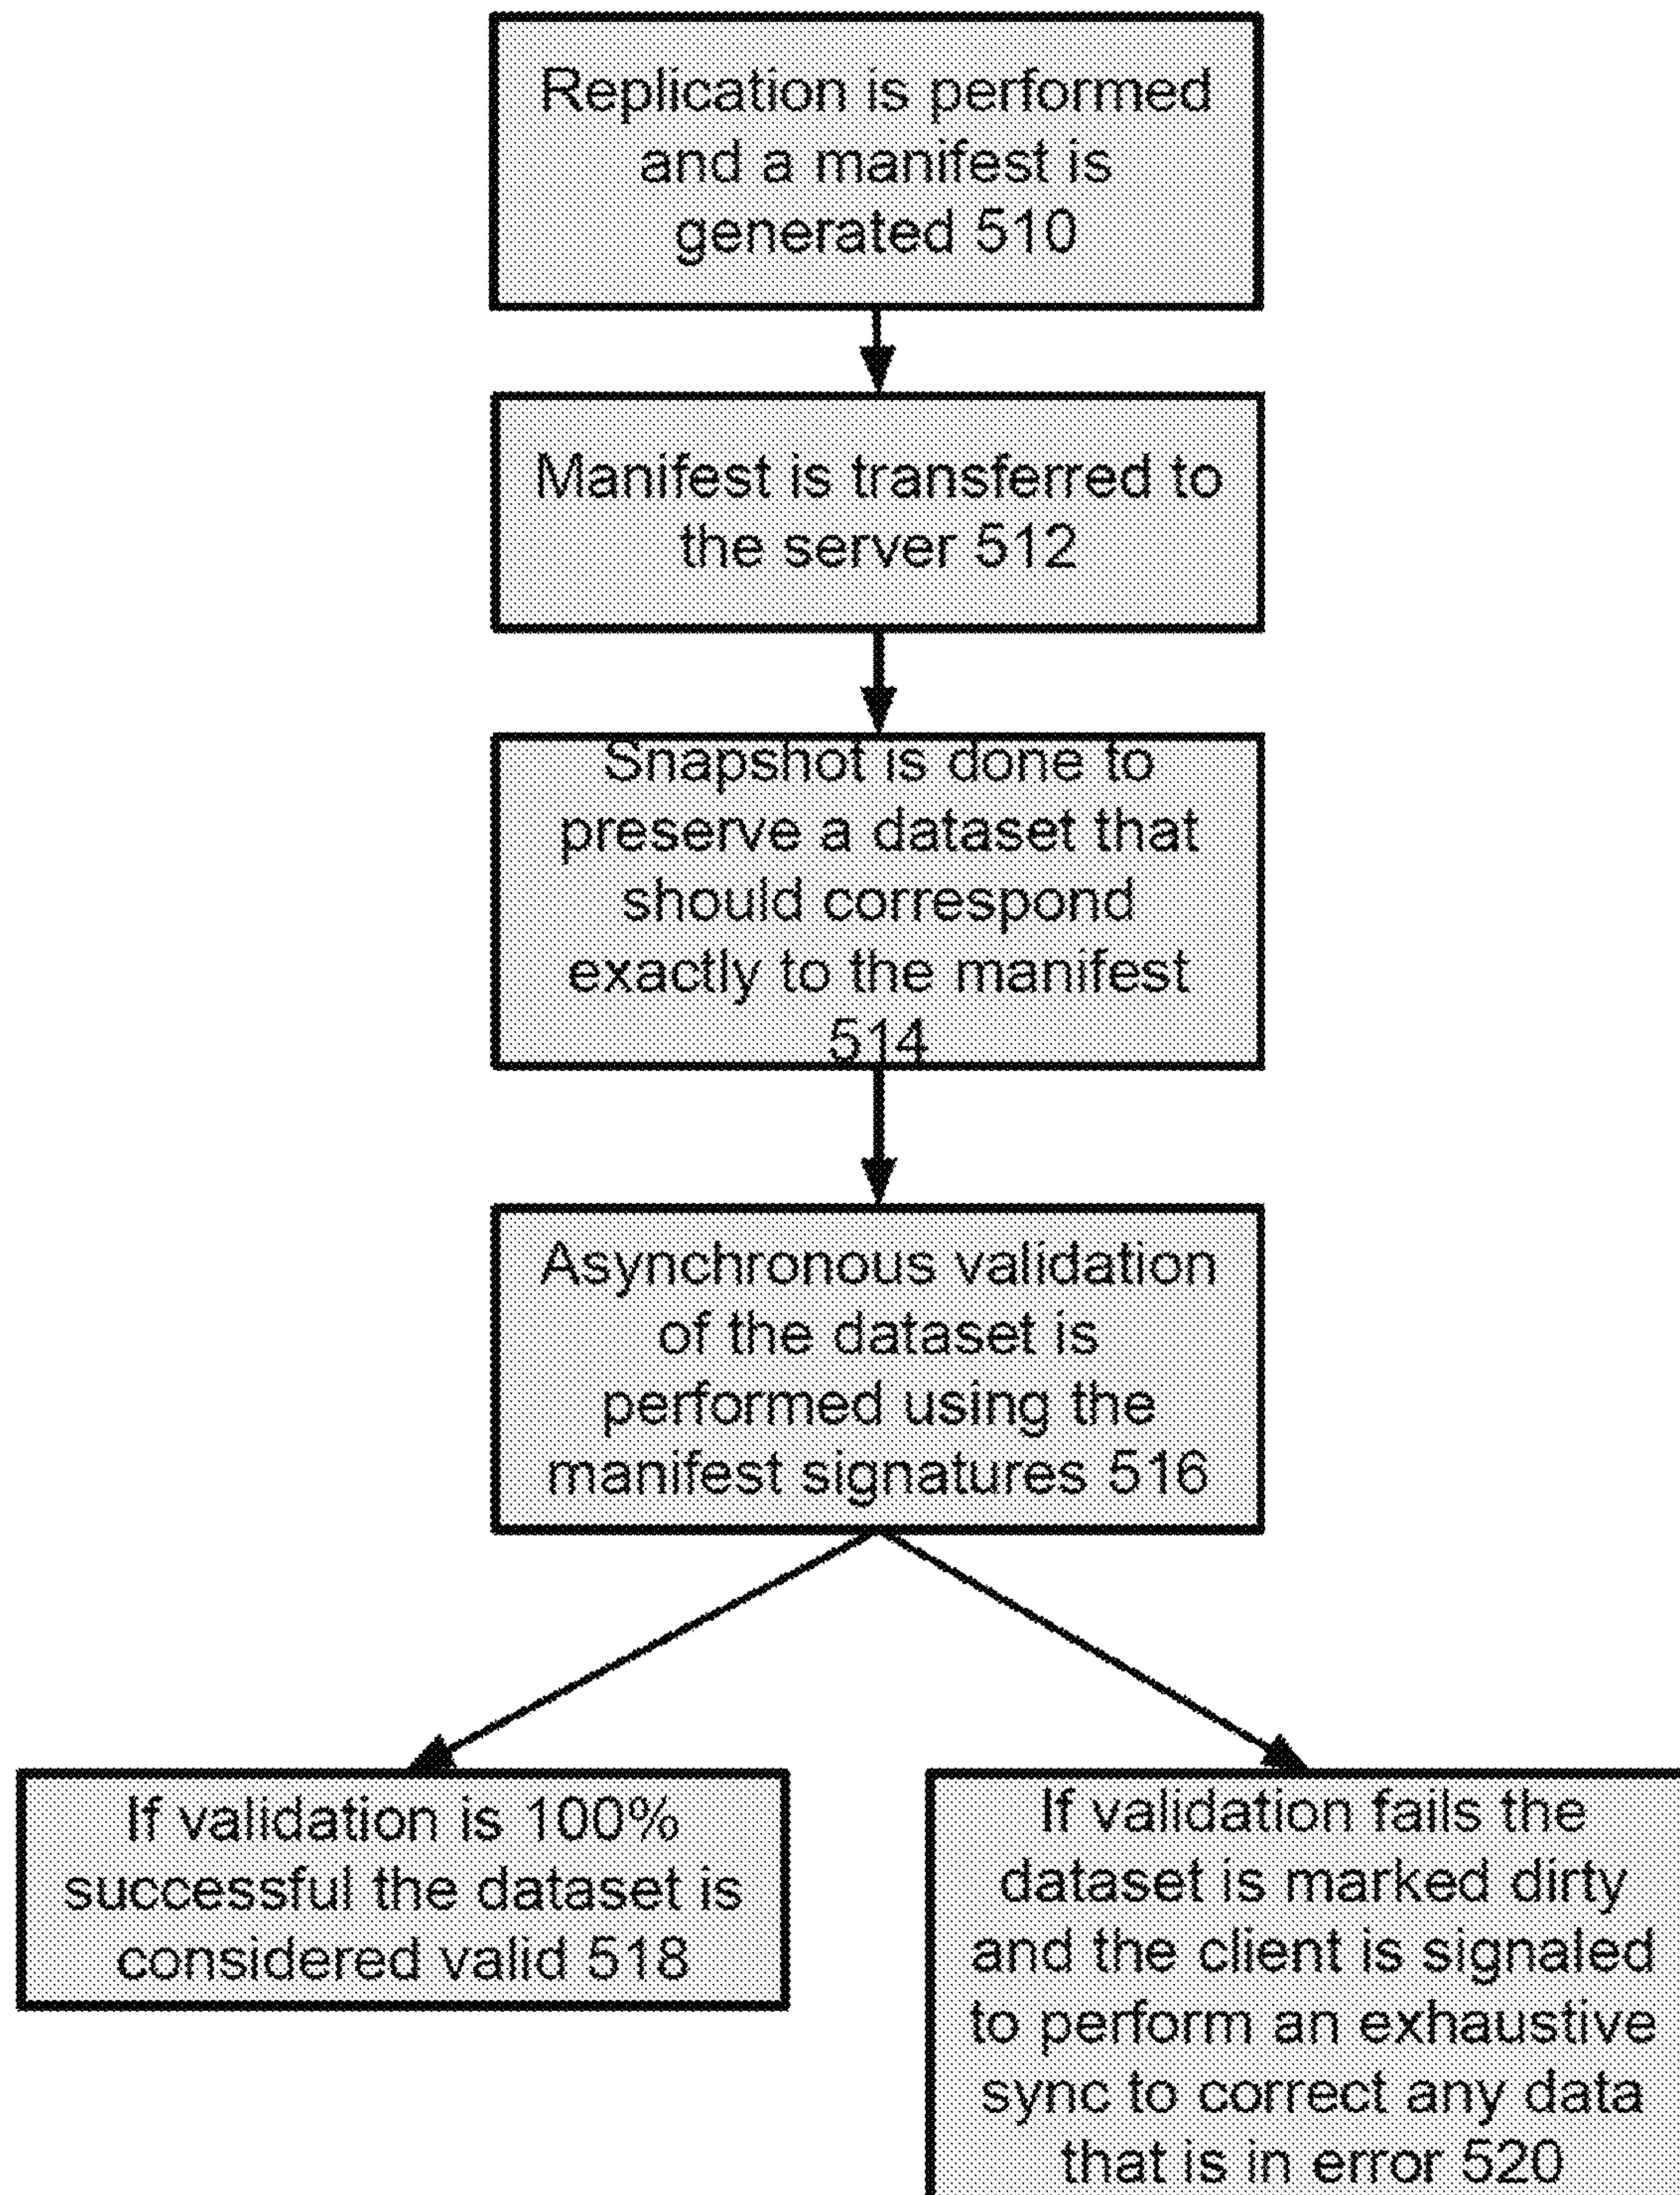 Replication is performed
and a manifest is
generated 510
Manifest is transferred to
the server 512
Snapshot is done to
preserve a dataset that
should correspond
exactly to the manifest
514
Asynchronous validation
of the dataset is
performed using the
manifest signatures 516
If validation is 100%
successful the dataset is
considered valid 518
If validation fails the
dataset is marked dirty
and the client is signaled
to perform an exhaustive
sync to correct any data
that is in error 520